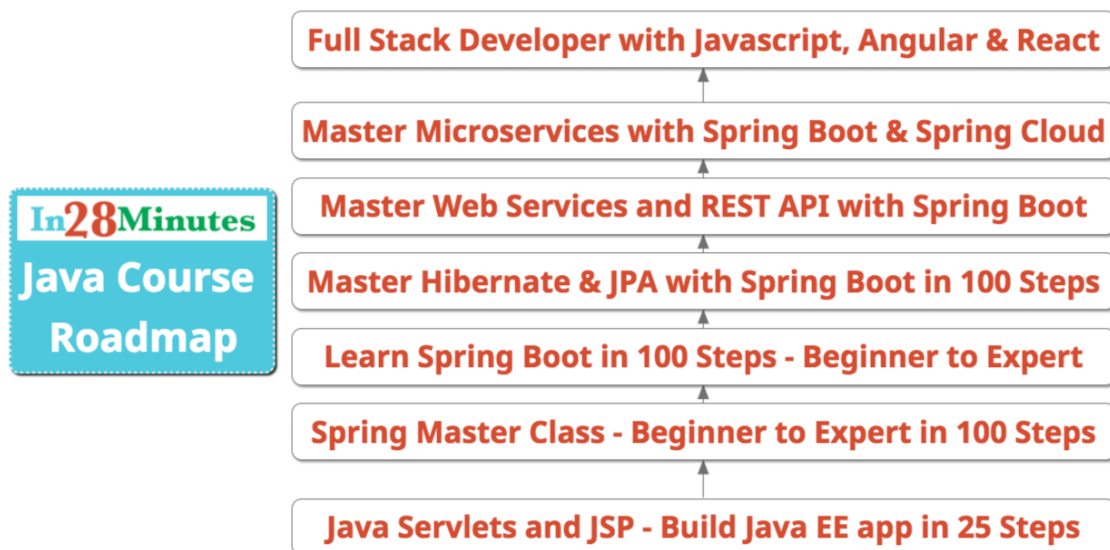 Full Stack Developer with Javascript, Angular & React
Master Microservices with Spring Boot & Spring Cloud
Master Web Services and REST API with Spring Boot
In28Minutes
Java Course
Roadmap
Master Hibernate & JPA with Spring Boot in 100 Steps
Learn Spring Boot in 100 Steps - Beginner to Expert
Spring Master Class - Beginner to Expert in 100 Steps
Java Servlets and JSP - Build Java EE app in 25 Steps